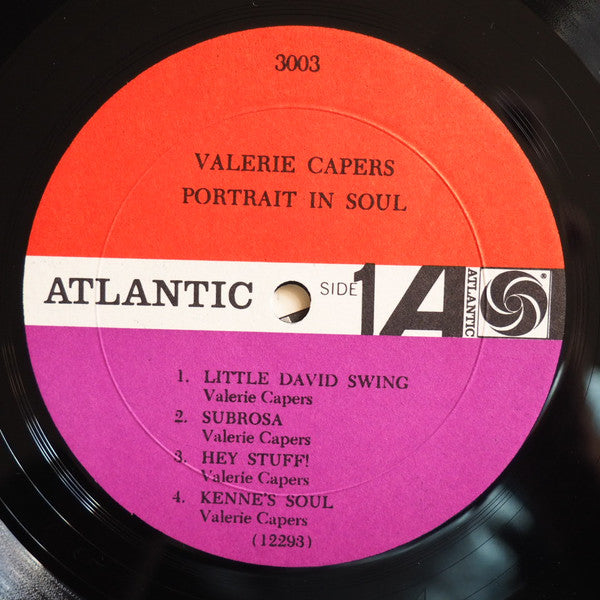 3003
VALERIE CAPERS
PORTRAIT IN SOUL
ATLANTIC SIDE 1 A ATLANTIC ®
1. LITTLE DAVID SWING
Valerie Capers
2. SUBROSA
Valerie Capers
3. HEY STUFF!
Valerie Capers
4. KENNE'S SOUL
Valerie Capers
(12293)